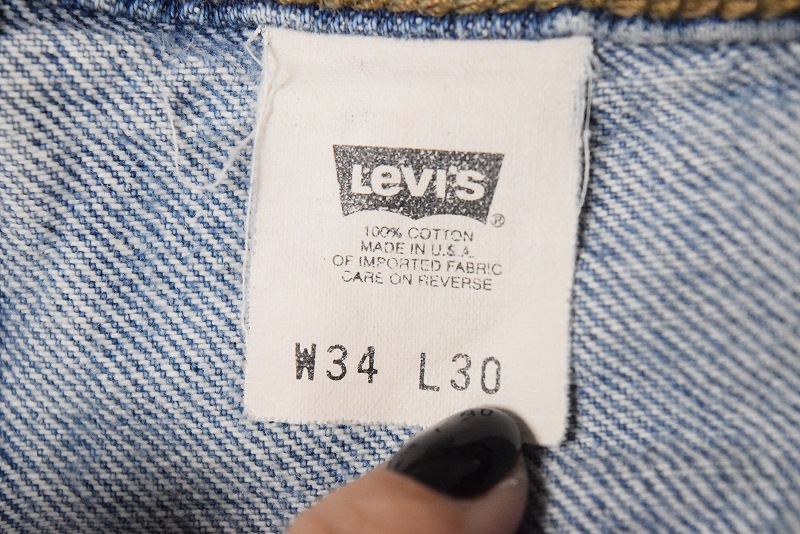 LEVI'S®
100% COTTON
MADE IN U.S.A.
OF IMPORTED FABRIC
CARE ON REVERSE
W34 L30